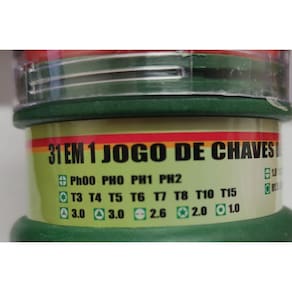 31 EM 1 JOGO DE CHAVES
Ph00 PH0 PH1 PH2
T3 T4 T5 T6 T7 T8 T10 T15
3.0 3.0 2.6 2.0 1.0